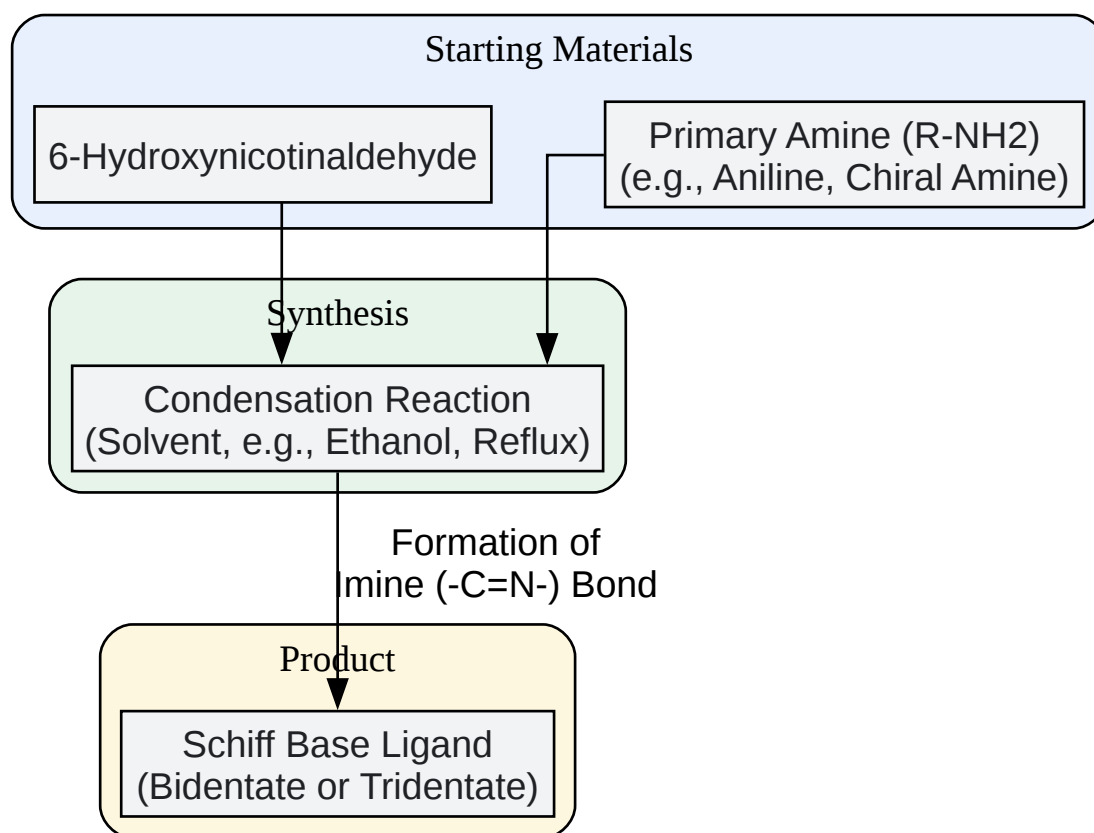 Starting Materials
6-Hydroxynicotinaldehyde
Primary Amine (R-NH2)
(e.g., Aniline, Chiral Amine)
Synthesis
Condensation Reaction
(Solvent, e.g., Ethanol, Reflux)
Formation of
Imine (-C=N-) Bond
Product
Schiff Base Ligand
(Bidentate or Tridentate)